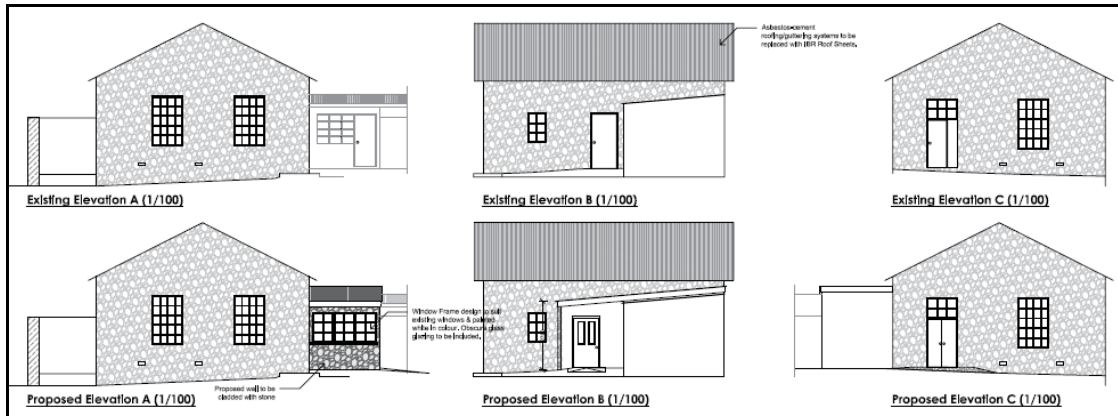 Asbestos-cement
roofing/guttering systems to be
replaced with IBR Roof Sheets.
Existing Elevation A (1/100)
Existing Elevation B (1/100)
Existing Elevation C (1/100)
Window Frame design to suit
existing windows & painted
white in colour. Obscure glass
glazing to be included.
Proposed wall to be
cladded with stone
Proposed Elevation A (1/100)
Proposed Elevation B (1/100)
Proposed Elevation C (1/100)